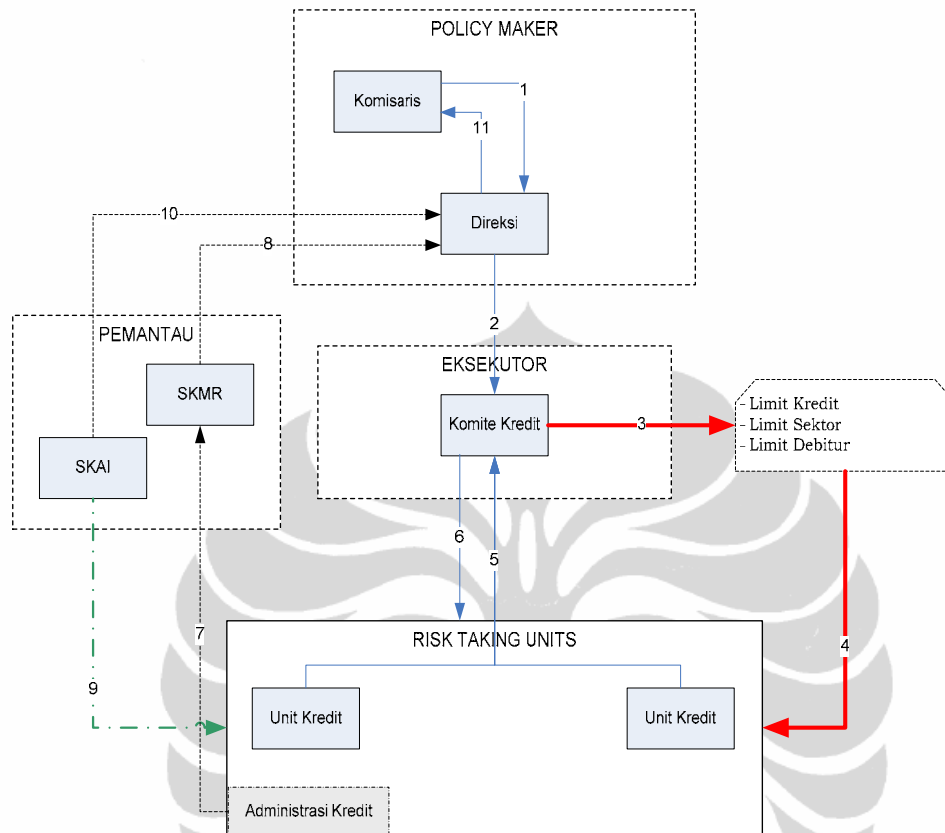 POLICY MAKER
Komisaris
1
11
Direksi
10
8
2
PEMANTAU
SKMR
SKAI
EKSEKUTOR
Komite Kredit
3
- Limit Kredit
- Limit Sektor
- Limit Debitur
6
5
7
4
9
RISK TAKING UNITS
Unit Kredit
Unit Kredit
Administrasi Kredit